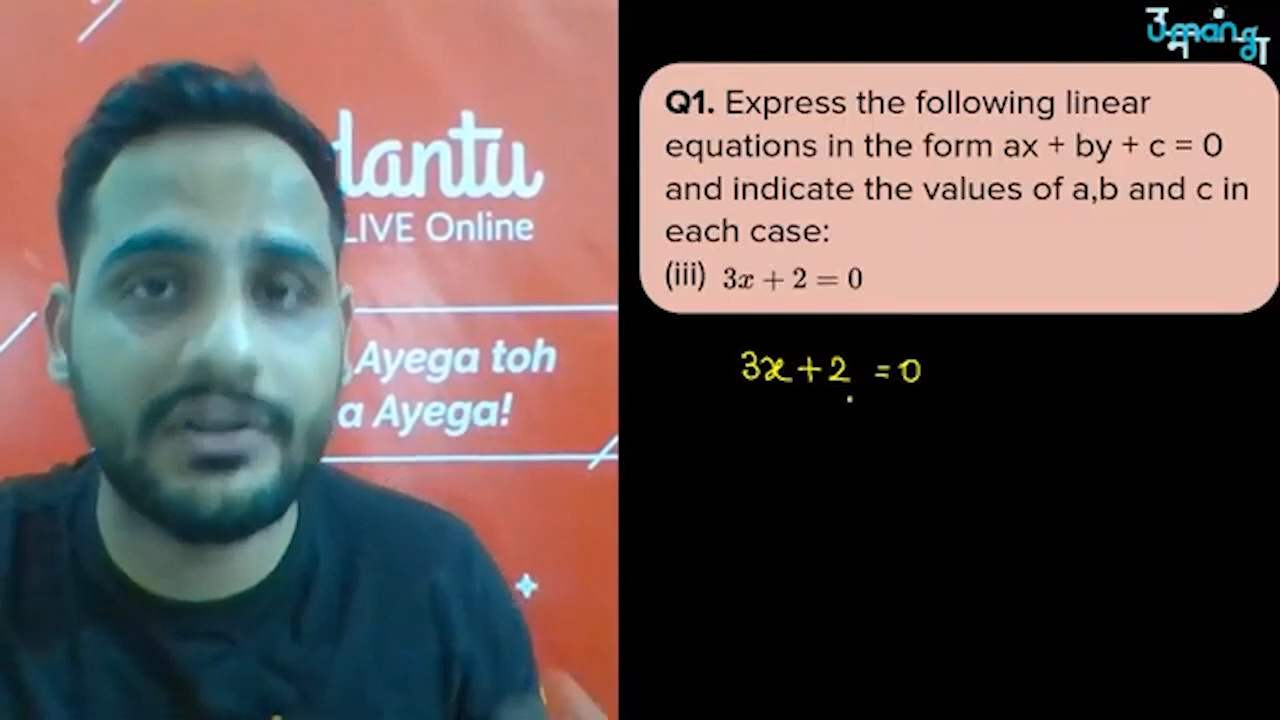 उमंग
dantu
LIVE Online
Ayega toh
a Ayega!
Q1. Express the following linear
equations in the form ax + by + c = 0
and indicate the values of a,b and c in
each case:
(iii) 3x + 2 = 0
3x + 2 = 0